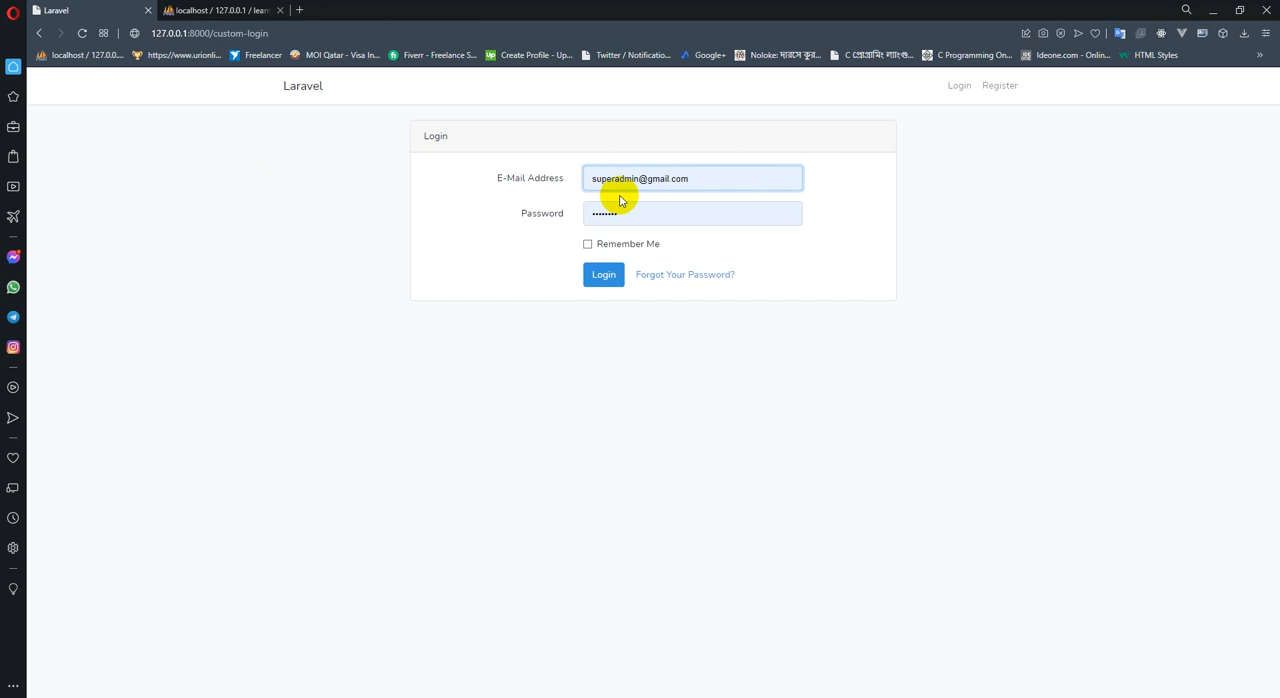 Laravel
localhost / 127.0.0.1 / learn
127.0.0.1:8000/custom-login
localhost / 127.0.0....
https://www.urionli...
Freelancer
MOI Qatar - Visa In...
Fiverr - Freelance S...
Create Profile - Up...
Twitter / Notificatio...
Google+
Noloke: দারসে কুর...
C প্রোগ্রামিং ল্যাংগু...
C Programming On...
Ideone.com - Onlin...
HTML Styles
Laravel
Login
Register
Login
E-Mail Address
superadmin@gmail.com
Password
Remember Me
Login
Forgot Your Password?